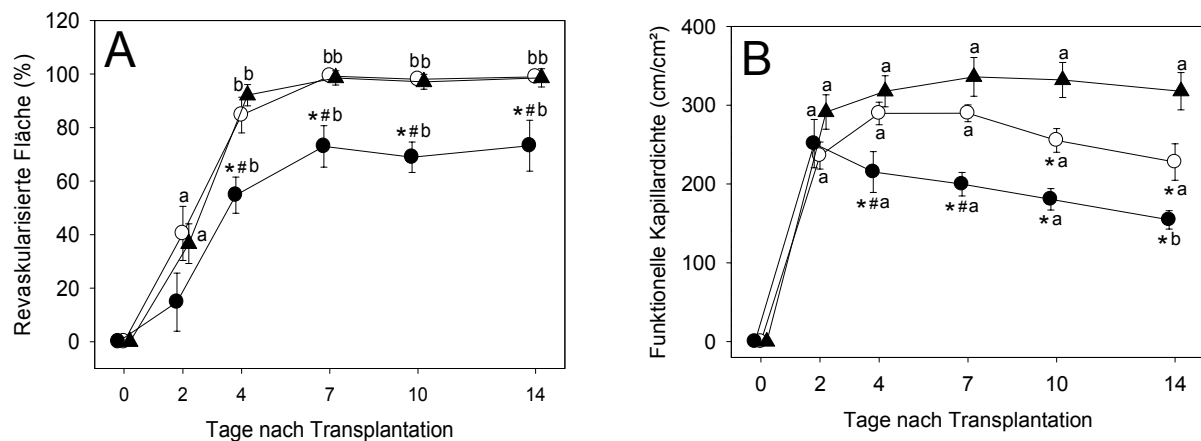 A
Revaskularisierte Fläche (%)
120
100
80
60
40
20
0
a
a
b
b
bb
bb
bb
*#b
*#b
*#b
*#b
0 2 4 7 10 14
Tage nach Transplantation
B
Funktionelle Kapillardichte (cm/cm²)
400
300
200
100
0
a
a
a
a
a
a
a
a
a
*a
*a
*#a
*#a
*a
*b
0 2 4 7 10 14
Tage nach Transplantation